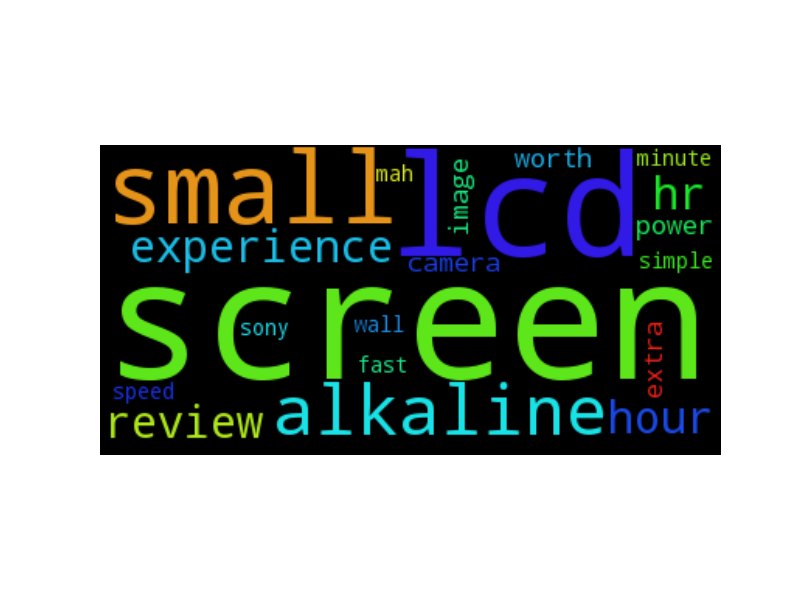 small
mah
lcd
image
worth
minute
hr
power
experience
camera
simple
screen
sony
wall
fast
extra
speed
review
alkaline
hour